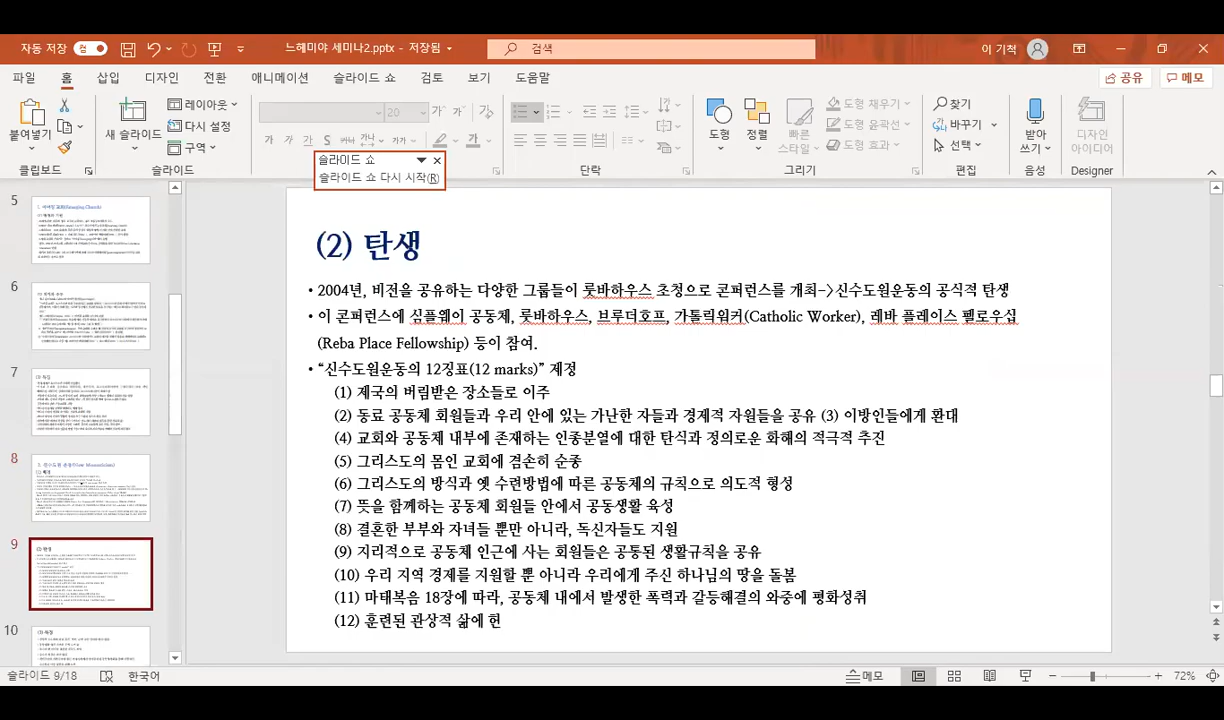 자동 저장 켬 느헤미야 세미나2.pptx - 저장됨 검색 이 기척
파일 홈 삽입 디자인 전환 애니메이션 슬라이드 쇼 검토 보기 도움말 공유 메모
붙여넣기 새 슬라이드 레이아웃 다시 설정 구역 20 도형 정렬 빠른 스타일 도형 채우기 도형 윤곽선 도형 효과 찾기 바꾸기 선택 받아쓰기 디자인 아이디어
클립보드 슬라이드 단락 그리기 편집 음성 Designer
슬라이드 쇼
슬라이드 쇼 다시 시작(R)
5
6
7
8
9
10
(2) 탄생
• 2004년, 비전을 공유하는 다양한 그룹들이 룻바하우스 초청으로 콘퍼런스를 개최->신수도원운동의 공식적 탄생
• 이 콘퍼런스에 심플웨이 공동체, 룻바하우스, 브루더호프, 가톨릭워커(Catholic Worker), 레바 플레이스 펠로우십
(Reba Place Fellowship) 등이 참여.
• “신수도원운동의 12징표(12 marks)” 제정
(1) 제국의 버림받은 장소들로 이주
(2) 동료 공동체 회원들과 우리 안에 있는 가난한 자들과 경제적 자원들을 공유 (3) 이방인들에게 환대
(4) 교회와 공동체 내부에 존재하는 인종분열에 대한 탄식과 정의로운 화해의 적극적 추진
(5) 그리스도의 몸인 교회에 겸손히 순종
(6) 그리스도의 방식과 옛 수련방법에 따른 공동체의 규칙으로 의도적 형성
(7) 뜻을 함께하는 공동체 회원들 안에서 공동생활 육성
(8) 결혼한 부부와 자녀들 뿐만 아니라, 독신자들도 지원
(9) 지리적으로 공동체 인근에 사는 회원들은 공통된 생활규칙을 공유
(10) 우리 지역 경제를 지원할 뿐 아니라 우리에게 주신 하나님의 땅을 돌봄
(11) 마태복음 18장에 따라, 공동체 내에서 발생한 폭력과 갈등해결의 와중에 평화성취
(12) 훈련된 관상적 삶에 헌
슬라이드 9/18 한국어 메모 72%